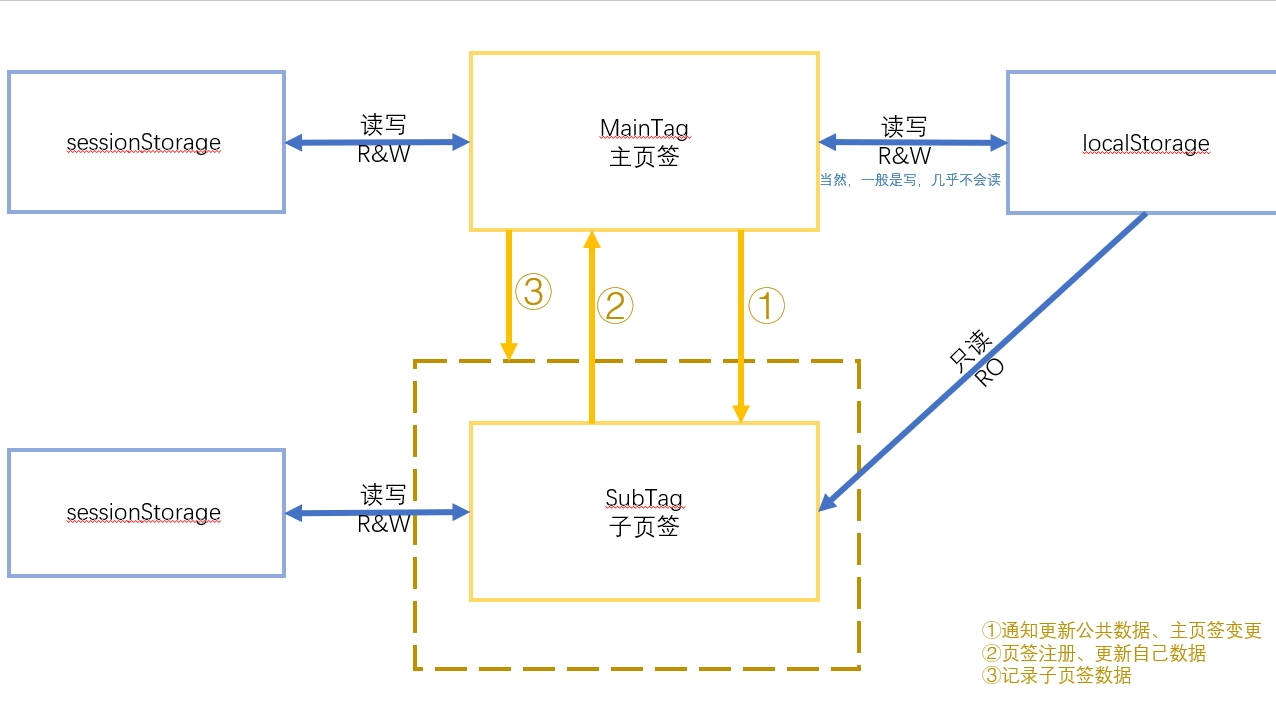 sessionStorage
读写
R&W
MainTag
主页签
读写
R&W
当然，一般是写，几乎不会读
localStorage
③
②
①
只读
RO
sessionStorage
读写
R&W
SubTag
子页签
①通知更新公共数据、主页签变更
②页签注册、更新自己数据
③记录子页签数据